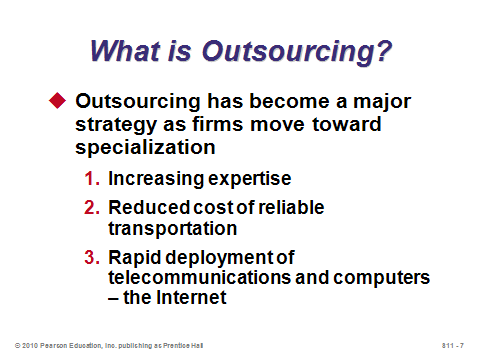 What is Outsourcing?
Outsourcing has become a major
strategy as firms move toward
specialization
1. Increasing expertise
2. Reduced cost of reliable
transportation
3. Rapid deployment of
telecommunications and computers
– the Internet
© 2010 Pearson Education, Inc. publishing as Prentice Hall
811 - 7